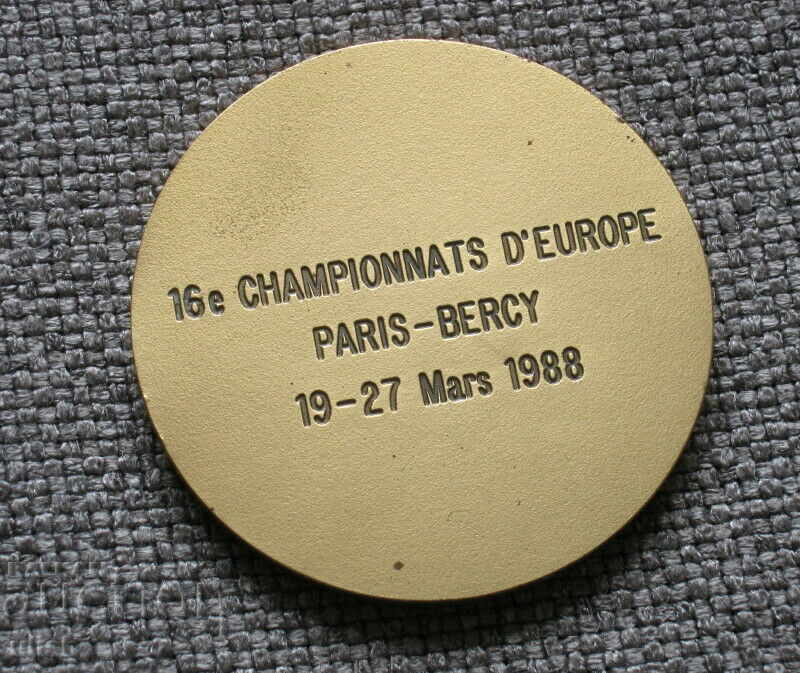 16e CHAMPIONNATS D'EUROPE
PARIS-BERCY
19-27 Mars 1988